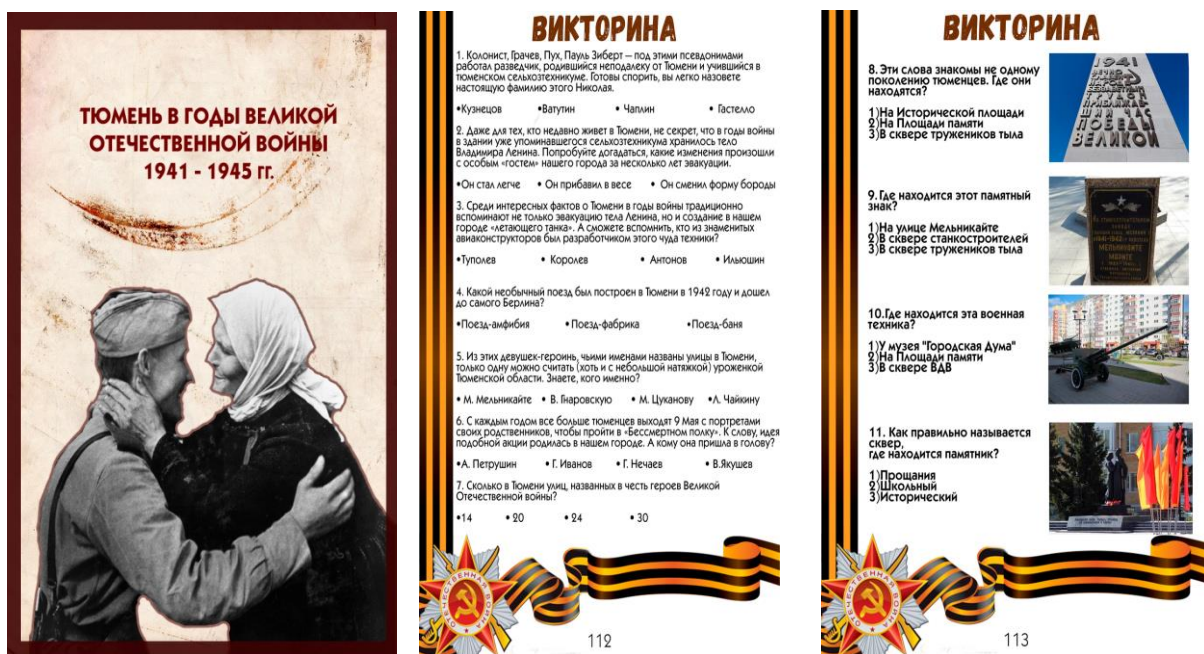 ТЮМЕНЬ В ГОДЫ ВЕЛИКОЙ
ОТЕЧЕСТВЕННОЙ ВОЙНЫ
1941 - 1945 гг.
ВИКТОРИНА
1. Колонист, Грачев, Пух, Пауль Зиберт – под этими псевдонимами
работал разведчик, родившийся неподалеку от Тюмени и учившийся в
тюменском сельхозтехникуме. Готовы спорить, вы легко назовете
настоящую фамилию этого Николая.
•Кузнецов •Ватутин • Чаплин • Гастелло
2. Даже для тех, кто недавно живет в Тюмени, не секрет, что в годы войны
в здании уже упоминавшегося сельхозтехникума хранилось тело
Владимира Ленина. Попробуйте догадаться, какие изменения произошли
с особым «гостем» нашего города за несколько лет эвакуации.
•Он стал легче • Он прибавил в весе • Он сменил форму бороды
3. Среди интересных фактов о Тюмени в годы войны традиционно
вспоминают не только эвакуацию тела Ленина, но и создание в нашем
городе «летающего танка». А сможете вспомнить, кто из знаменитых
авиаконструкторов был разработчиком этого чуда техники?
•Туполев • Королев • Антонов • Ильюшин
4. Какой необычный поезд был построен в Тюмени в 1942 году и дошел
до самого Берлина?
•Поезд-амфибия •Поезд-фабрика •Поезд-баня
5. Из этих девушек-героинь, чьими именами названы улицы в Тюмени,
только одну можно считать (хоть и с небольшой натяжкой) уроженкой
Тюменской области. Знаете, кого именно?
• М. Мельникайте • В. Гнаровскую • М. Цуканову •Л. Чайкину
6. С каждым годом все больше тюменцев выходят 9 Мая с портретами
своих родственников, чтобы пройти в «Бессмертном полку». К слову, идея
подобной акции родилась в нашем городе. А кому она пришла в голову?
•А. Петрушин • Г. Иванов • Г. Нечаев • В.Якушев
7. Сколько в Тюмени улиц, названных в честь героев Великой
Отечественной войны?
•14 • 20 • 24 • 30
ОТЕЧЕСТВЕННАЯ ВОЙНА
112
ВИКТОРИНА
8. Эти слова знакомы не одному
поколению тюменцев. Где они
находятся?
1)На Исторической площади
2)На Площади памяти
3)В сквере тружеников тыла
1941
ПОБЕДЫ
ВЕЛИКОЙ
9. Где находится этот памятный
знак?
1)На улице Мельникайте
2)В сквере станкостроителей
3)В сквере тружеников тыла
МЕЛЬНИКАЙТЕ
10.Где находится эта военная
техника?
1)У музея "Городская Дума"
2)На Площади памяти
3)В сквере ВДВ
11. Как правильно называется
сквер,
где находится памятник?
1)Прощания
2)Школьный
3)Исторический
ОТЕЧЕСТВЕННАЯ ВОЙНА
113